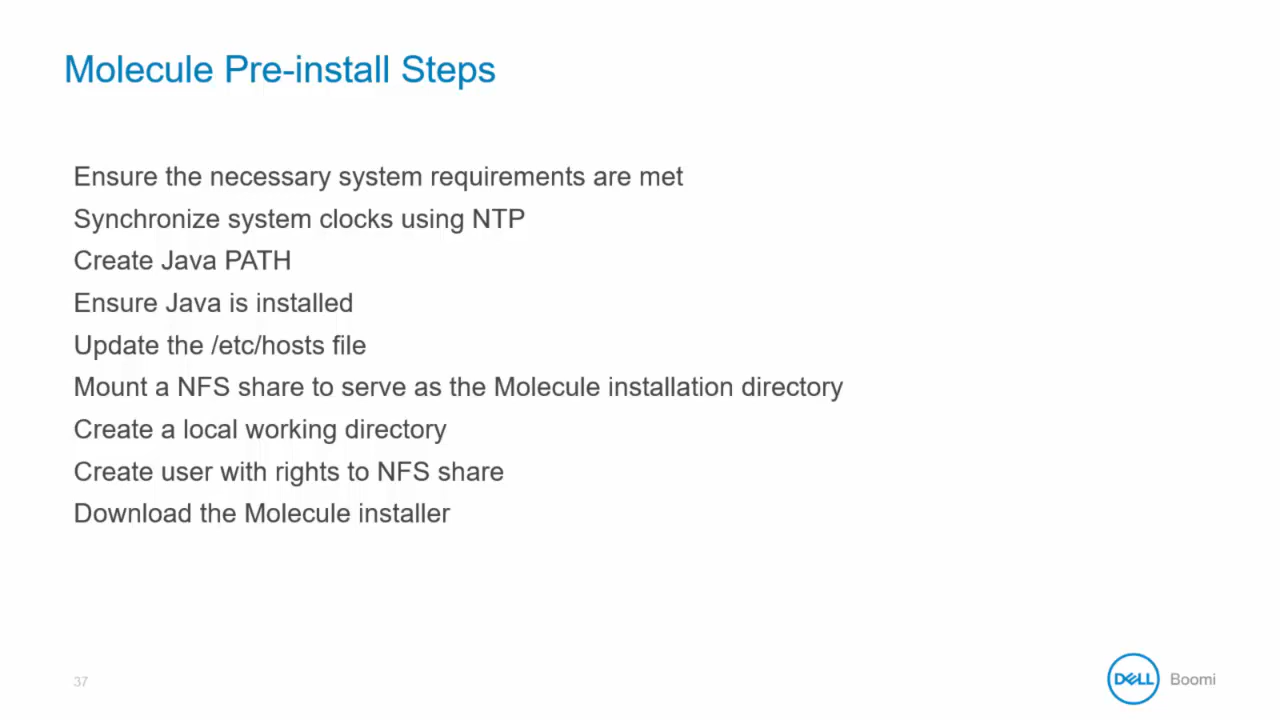 Molecule Pre-install Steps
Ensure the necessary system requirements are met
Synchronize system clocks using NTP
Create Java PATH
Ensure Java is installed
Update the /etc/hosts file
Mount a NFS share to serve as the Molecule installation directory
Create a local working directory
Create user with rights to NFS share
Download the Molecule installer
37
DELL Boomi